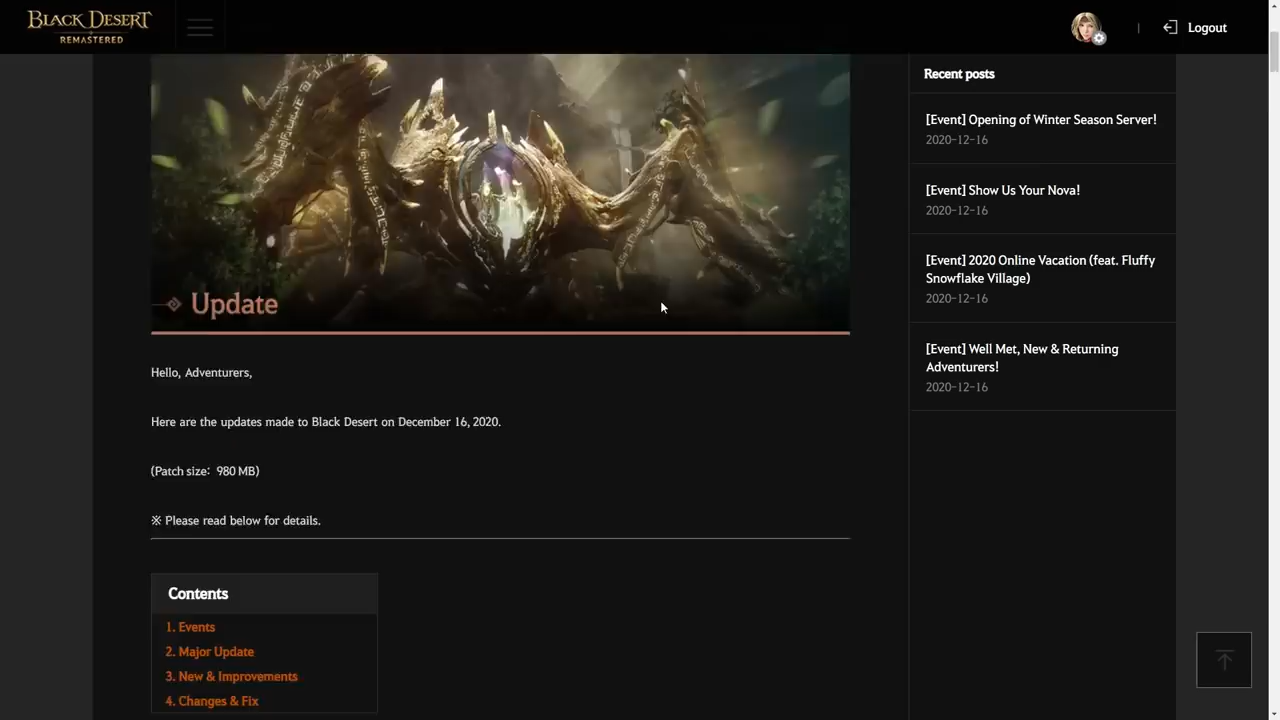 BLACK DESERT
REMASTERED
Logout
Update
Hello, Adventurers,
Here are the updates made to Black Desert on December 16, 2020.
(Patch size: 980 MB)
※ Please read below for details.
Contents
1. Events
2. Major Update
3. New & Improvements
4. Changes & Fix
Recent posts
[Event] Opening of Winter Season Server!
2020-12-16
[Event] Show Us Your Nova!
2020-12-16
[Event] 2020 Online Vacation (feat. Fluffy
Snowflake Village)
2020-12-16
[Event] Well Met, New & Returning
Adventurers!
2020-12-16